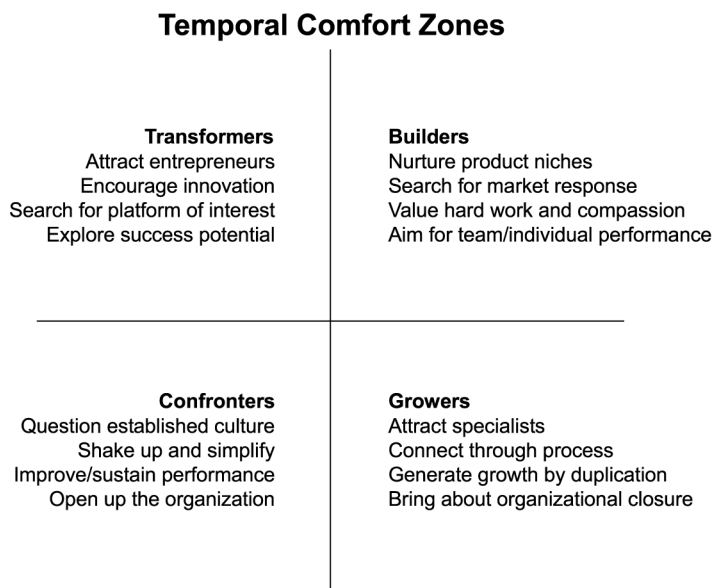 Temporal Comfort Zones
Transformers
Attract entrepreneurs
Encourage innovation
Search for platform of interest
Explore success potential
Builders
Nurture product niches
Search for market response
Value hard work and compassion
Aim for team/individual performance
Confronters
Question established culture
Shake up and simplify
Improve/sustain performance
Open up the organization
Growers
Attract specialists
Connect through process
Generate growth by duplication
Bring about organizational closure